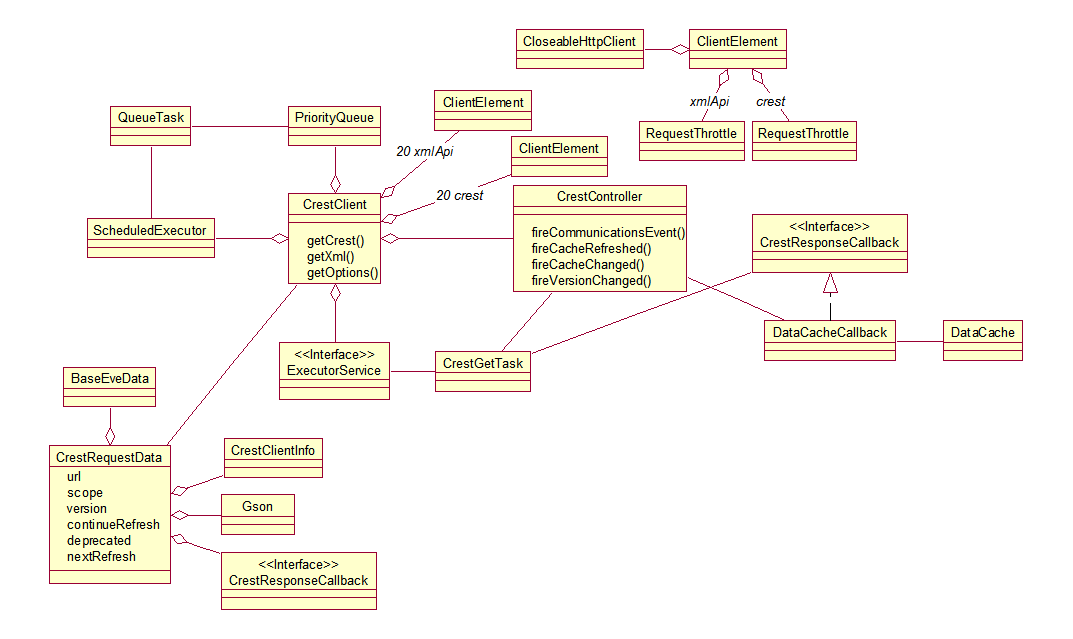 CloseableHttpClient
ClientElement
xmlApi
crest
RequestThrottle
RequestThrottle
QueueTask
PriorityQueue
ClientElement
20 xmlApi
ClientElement
20 crest
CrestClient
getCrest()
getXml()
getOptions()
CrestController
fireCommunicationsEvent()
fireCacheRefreshed()
fireCacheChanged()
fireVersionChanged()
ScheduledExecutor
<<Interface>>
CrestResponseCallback
DataCacheCallback
DataCache
<<Interface>>
ExecutorService
CrestGetTask
BaseEveData
CrestRequestData
url
scope
version
continueRefresh
deprecated
nextRefresh
CrestClientInfo
Gson
<<Interface>>
CrestResponseCallback